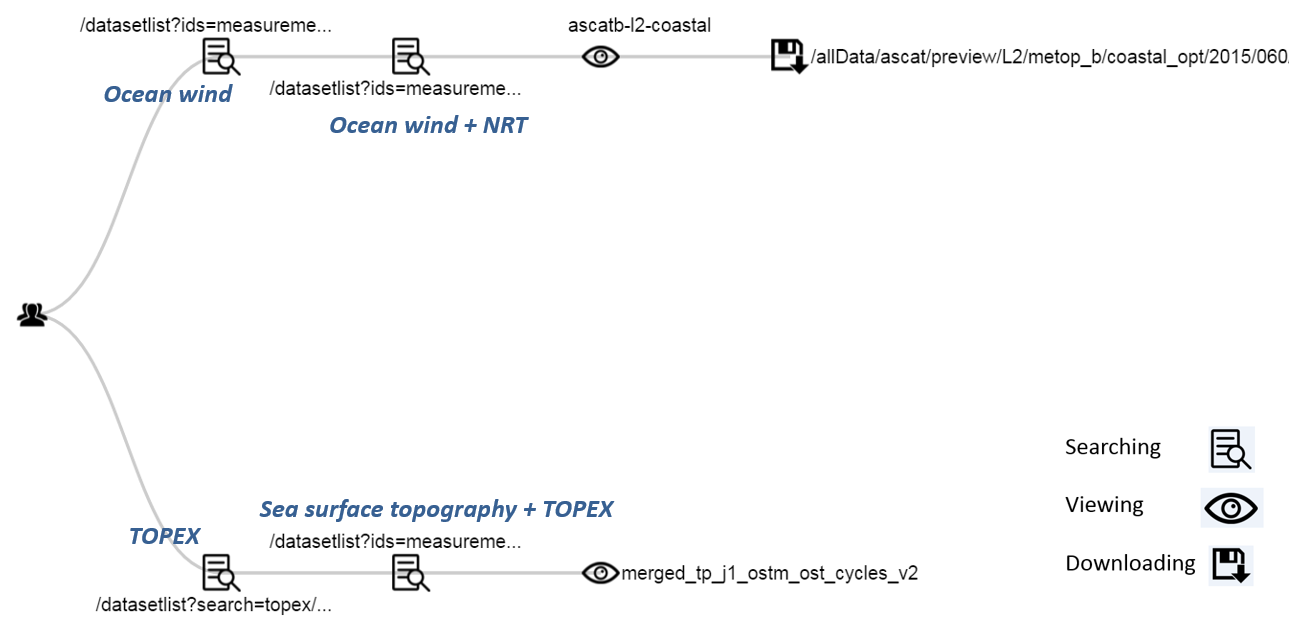 /datasetlist?ids=measureme...
ascatb-l2-coastal
/allData/ascat/preview/L2/metop_b/coastal_opt/2015/060
Ocean wind
/datasetlist?ids=measureme...
Ocean wind + NRT
Searching
Viewing
Downloading
Sea surface topography + TOPEX
TOPEX
/datasetlist?ids=measureme...
merged_tp_j1_ostm_ost_cycles_v2
/datasetlist?search=topex/...